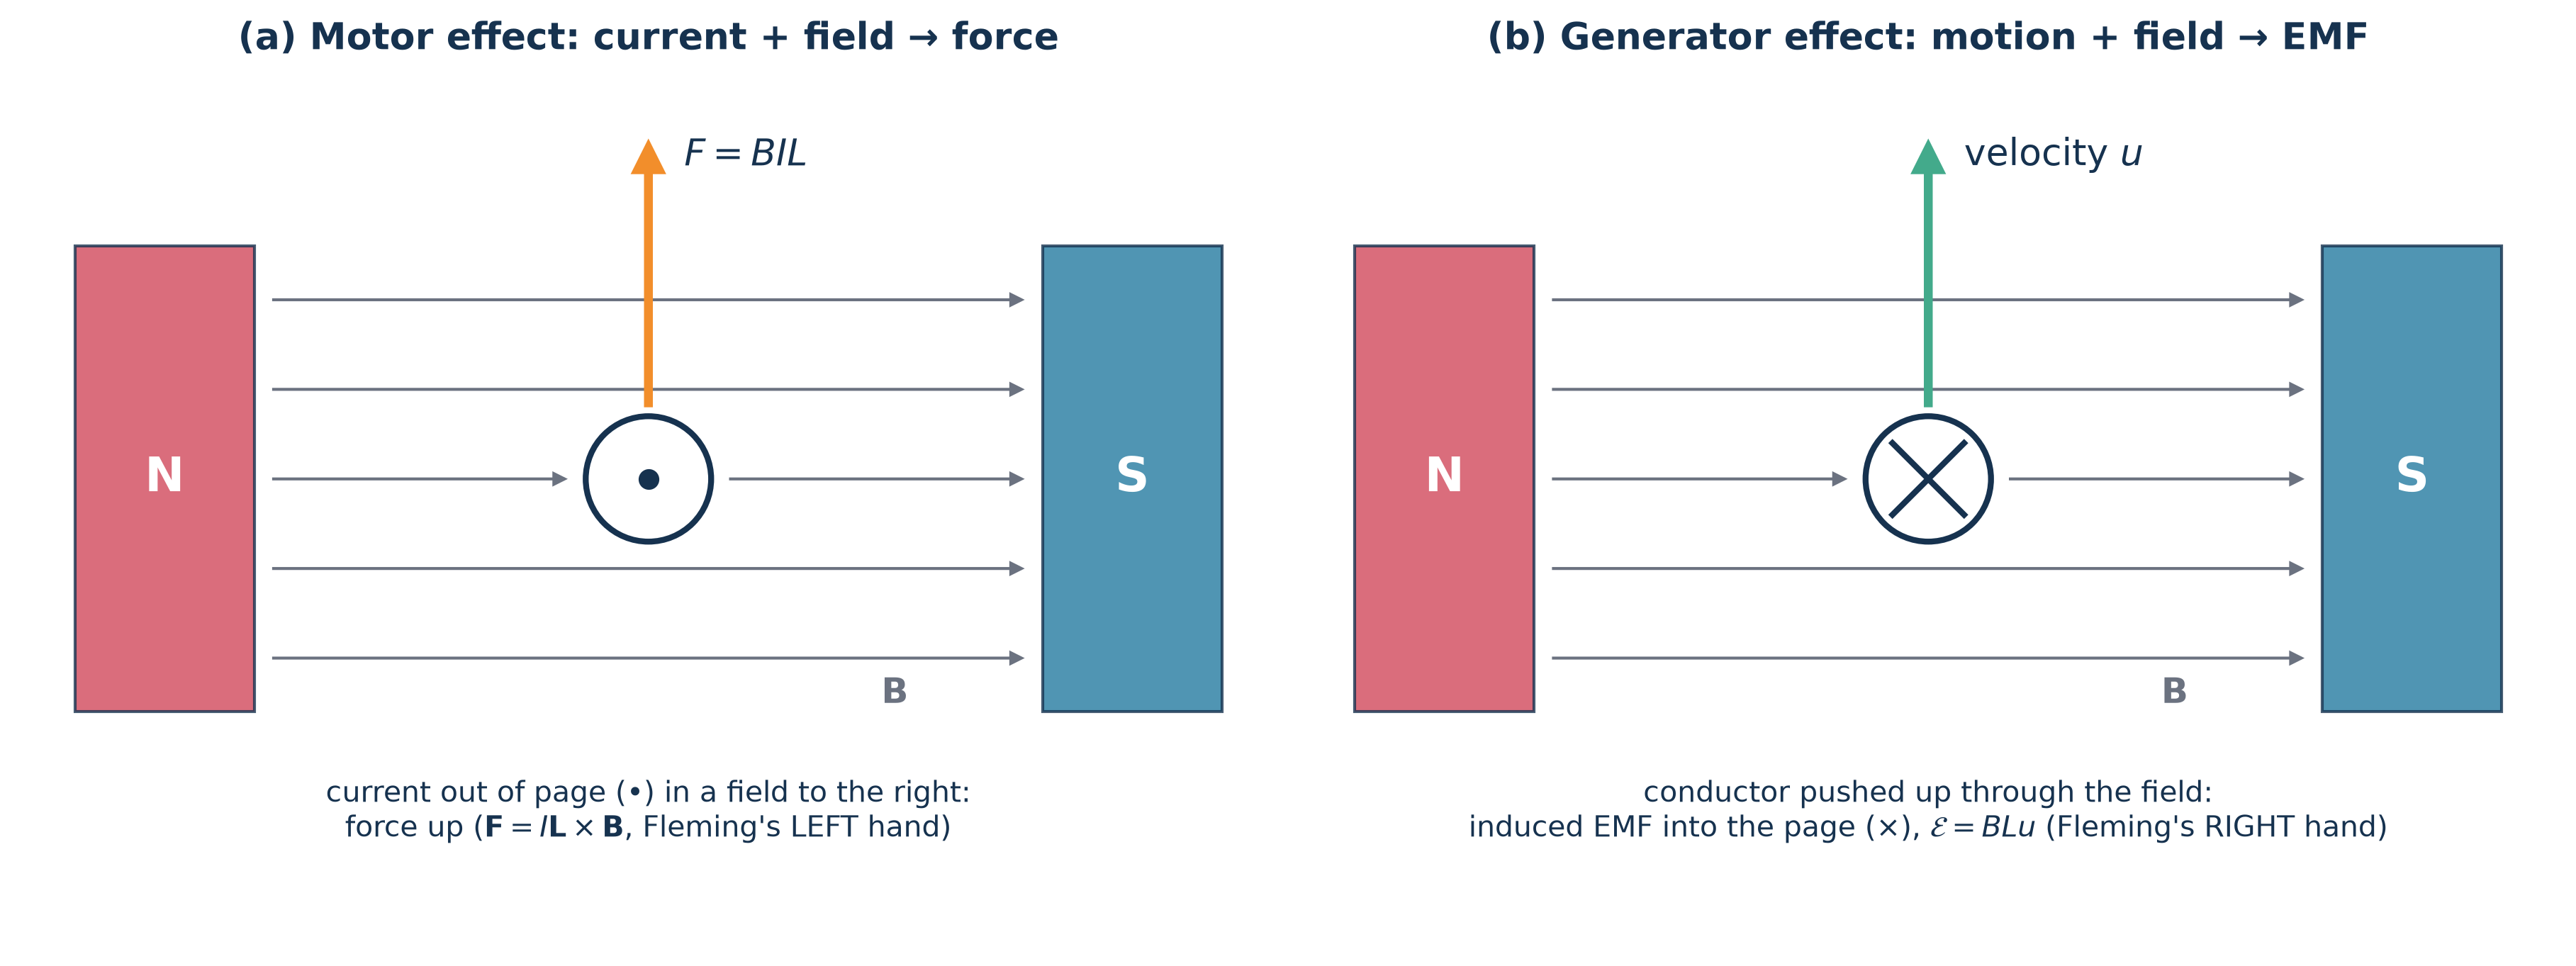 (a) Motor effect: current + field → force
F = BIL
N
S
B
current out of page (•) in a field to the right:
force up (F = IL × B, Fleming's LEFT hand)
(b) Generator effect: motion + field → EMF
velocity u
N
S
B
conductor pushed up through the field:
induced EMF into the page (×), ℰ = BLu (Fleming's RIGHT hand)